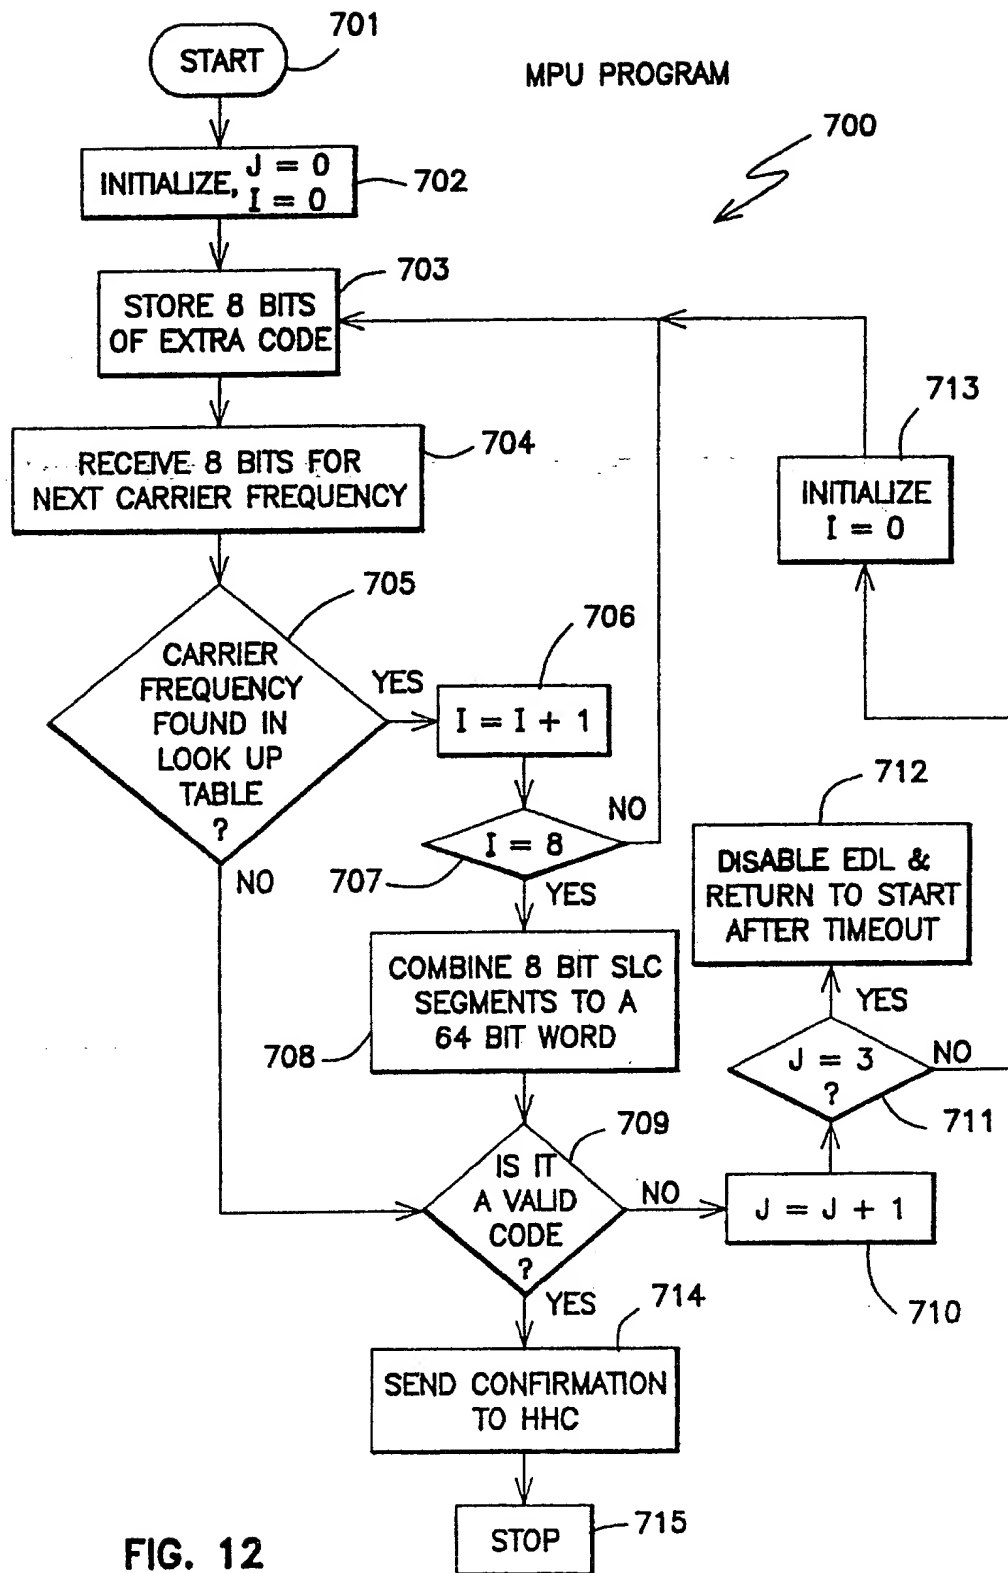 701
START
MPU PROGRAM
700
INITIALIZE, J = 0
I = 0
702
703
STORE 8 BITS
OF EXTRA CODE
713
704
RECEIVE 8 BITS FOR
NEXT CARRIER FREQUENCY
INITIALIZE
I = 0
705
706
CARRIER
FREQUENCY
FOUND IN
LOOK UP
TABLE
?
YES
I = I + 1
712
NO
I = 8
707
NO
YES
DISABLE EDL &
RETURN TO START
AFTER TIMEOUT
COMBINE 8 BIT SLC
SEGMENTS TO A
64 BIT WORD
708
YES
J = 3
?
NO
711
709
IS IT
A VALID
CODE
?
NO
J = J + 1
710
YES
714
SEND CONFIRMATION
TO HHC
STOP
715
FIG. 12